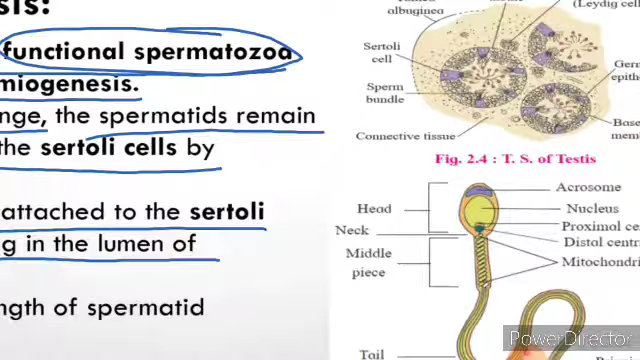 functional spermatozoa
miogenesis.
nge, the spermatids remain
the sertoli cells by
attached to the sertoli
g in the lumen of
ngth of spermatid
albuginea
(Leydig cell
Sertoli
cell
Sperm
bundle
Connective tissue
Germ
epithe
Base
mem
Fig. 2.4 : T. S. of Testis
Acrosome
Head
Nucleus
Proximal ce
Neck
Distal centr
Middle
piece
Mitochondri
Tail
PowerDirector